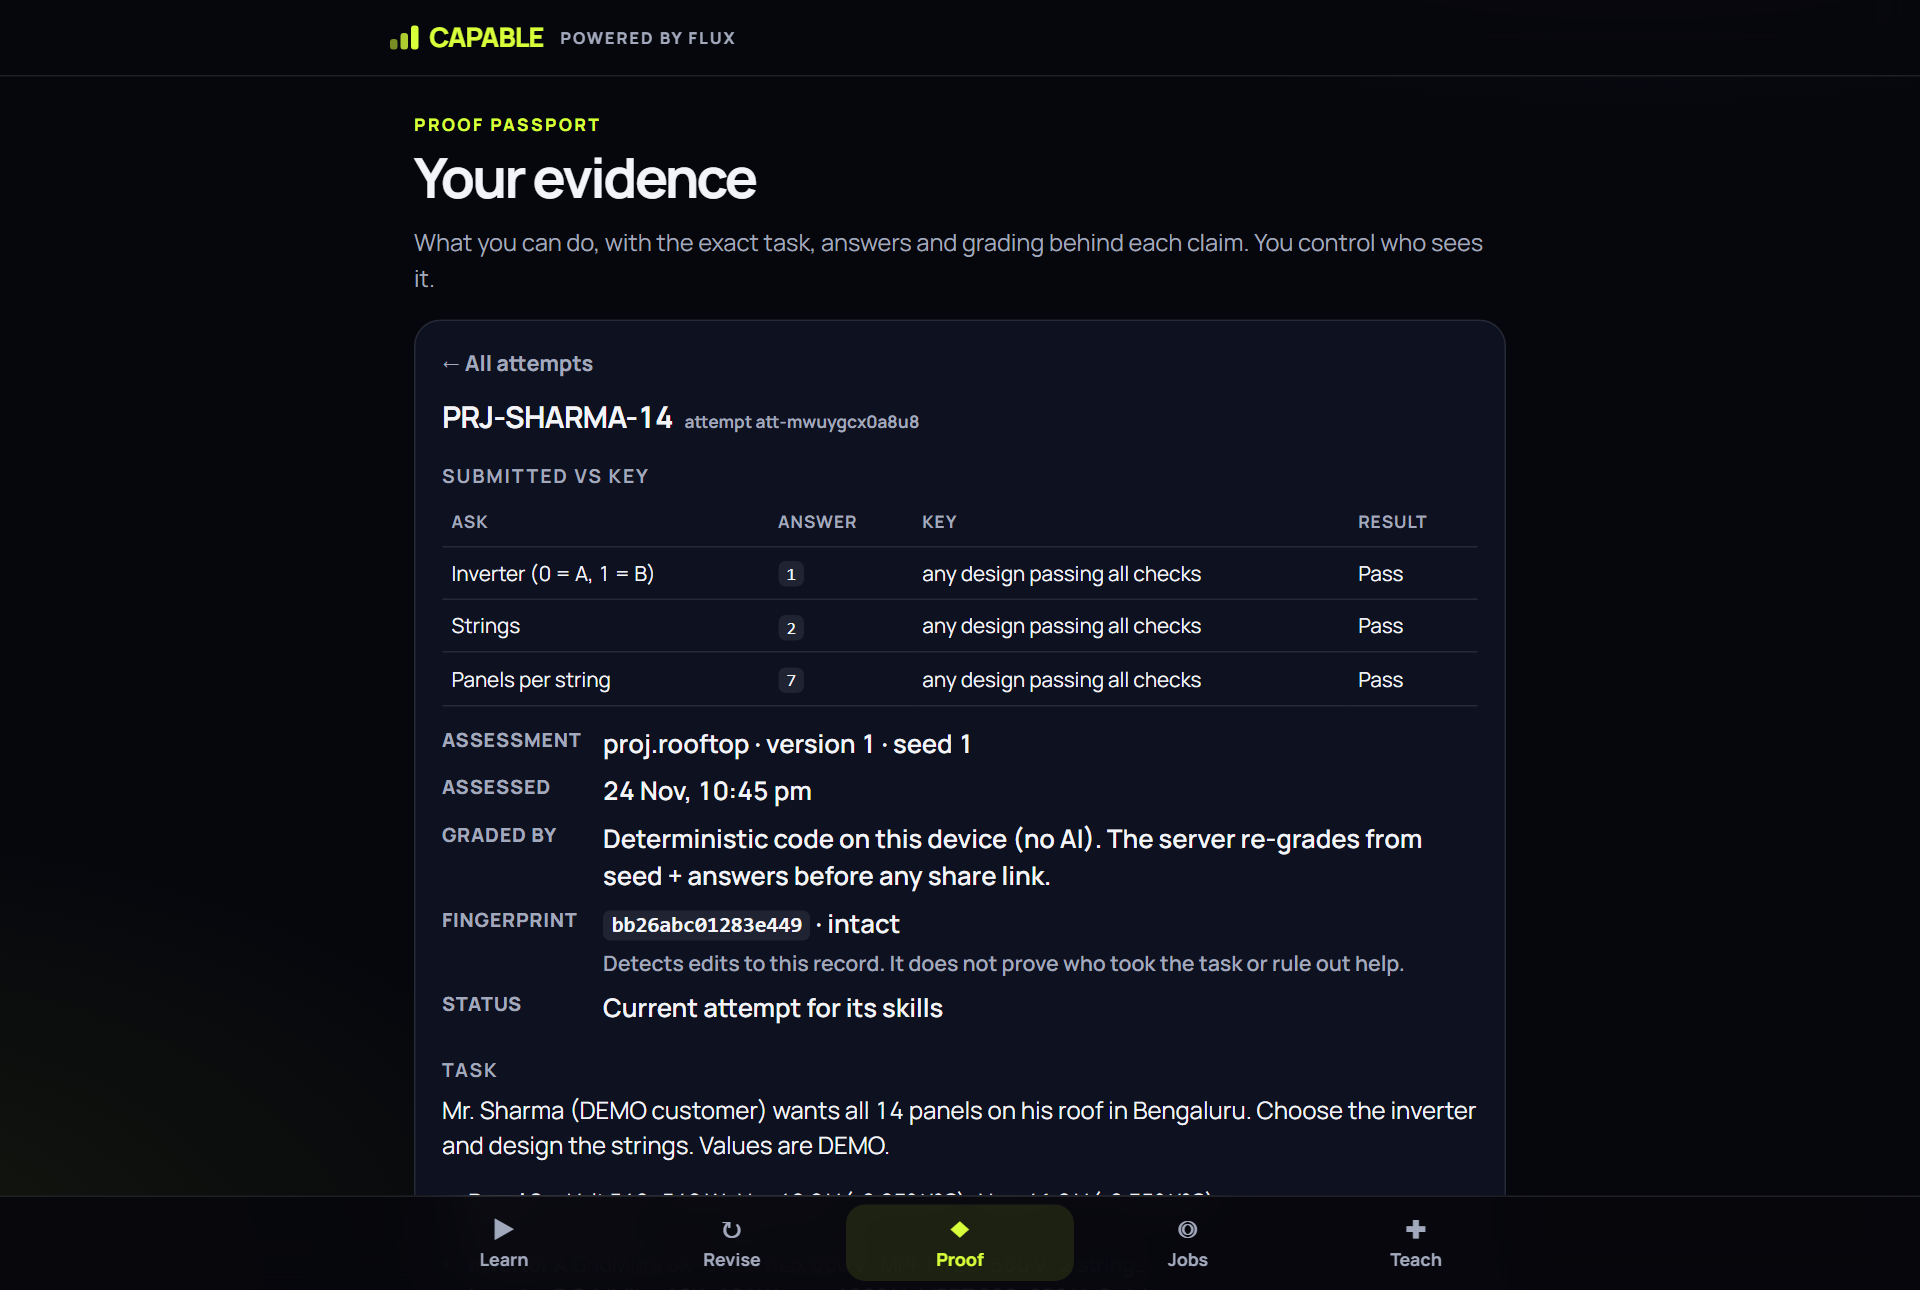 CAPABLE POWERED BY FLUX
PROOF PASSPORT
Your evidence
What you can do, with the exact task, answers and grading behind each claim. You control who sees
it.
← All attempts
PRJ-SHARMA-14 attempt att-mwuygcx0a8u8
SUBMITTED VS KEY
ASK ANSWER KEY RESULT
Inverter (0 = A, 1 = B) 1 any design passing all checks Pass
Strings 2 any design passing all checks Pass
Panels per string 7 any design passing all checks Pass
ASSESSMENT proj.rooftop · version 1 · seed 1
ASSESSED 24 Nov, 10:45 pm
GRADED BY Deterministic code on this device (no AI). The server re-grades from
seed + answers before any share link.
FINGERPRINT bb26abc01283e449 · intact
Detects edits to this record. It does not prove who took the task or rule out help.
STATUS Current attempt for its skills
TASK
Mr. Sharma (DEMO customer) wants all 14 panels on his roof in Bengaluru. Choose the inverter
and design the strings. Values are DEMO.
Learn Revise Proof Jobs Teach